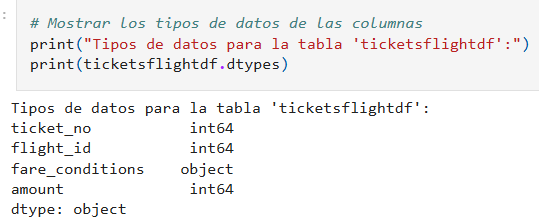 :
# Mostrar los tipos de datos de las columnas
print("Tipos de datos para la tabla 'ticketsflightdf':")
print(ticketsflightdf.dtypes)
Tipos de datos para la tabla 'ticketsflightdf':
ticket_no int64
flight_id int64
fare_conditions object
amount int64
dtype: object